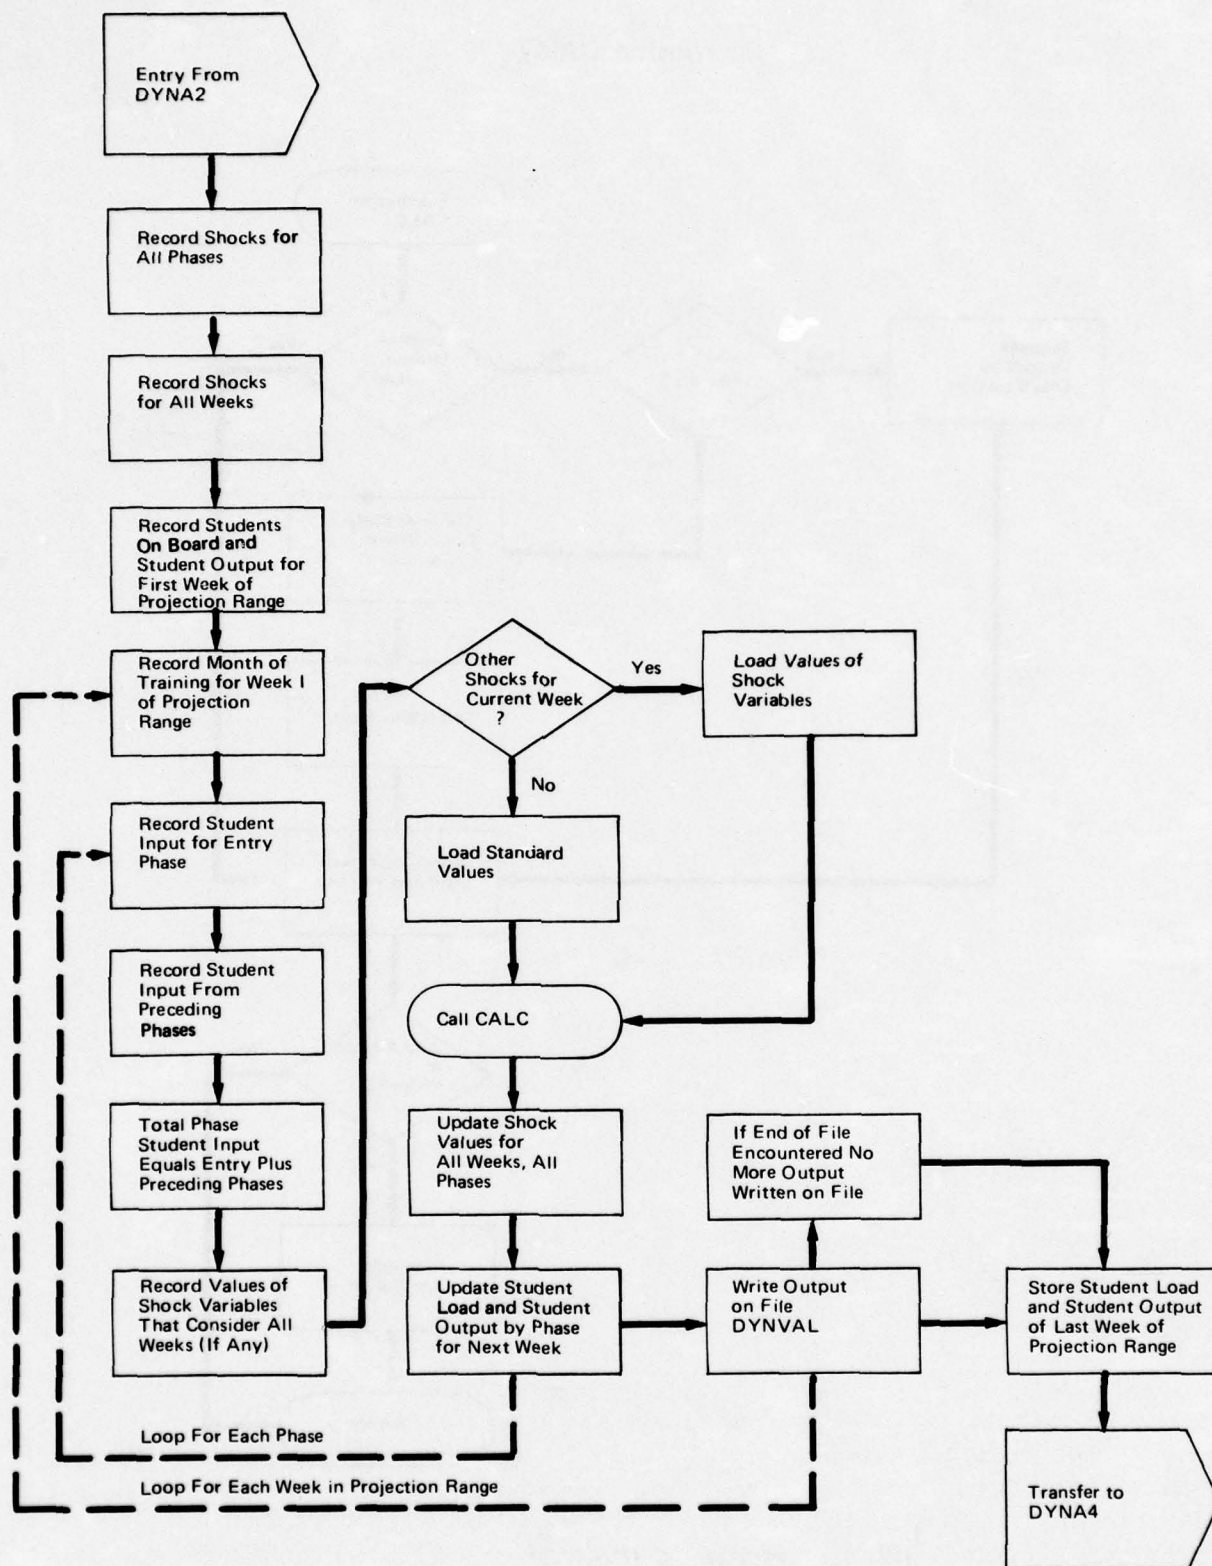 Entry From
DYNA2
Record Shocks for
All Phases
Record Shocks
for All Weeks
Record Students
On Board and
Student Output for
First Week of
Projection Range
Record Month of
Training for Week I
of Projection
Range
Record Student
Input for Entry
Phase
Record Student
Input From
Preceding
Phases
Total Phase
Student Input
Equals Entry Plus
Preceding Phases
Record Values of
Shock Variables
That Consider All
Weeks (If Any)
Other
Shocks for
Current Week
?
Yes
Load Values of
Shock
Variables
No
Load Standard
Values
Call CALC
Update Shock
Values for
All Weeks, All
Phases
Update Student
Load and Student
Output by Phase
for Next Week
If End of File
Encountered No
More Output
Written on File
Write Output
on File
DYNVAL
Store Student Load
and Student Output
of Last Week of
Projection Range
Loop For Each Phase
Loop For Each Week in Projection Range
Transfer to
DYNA4